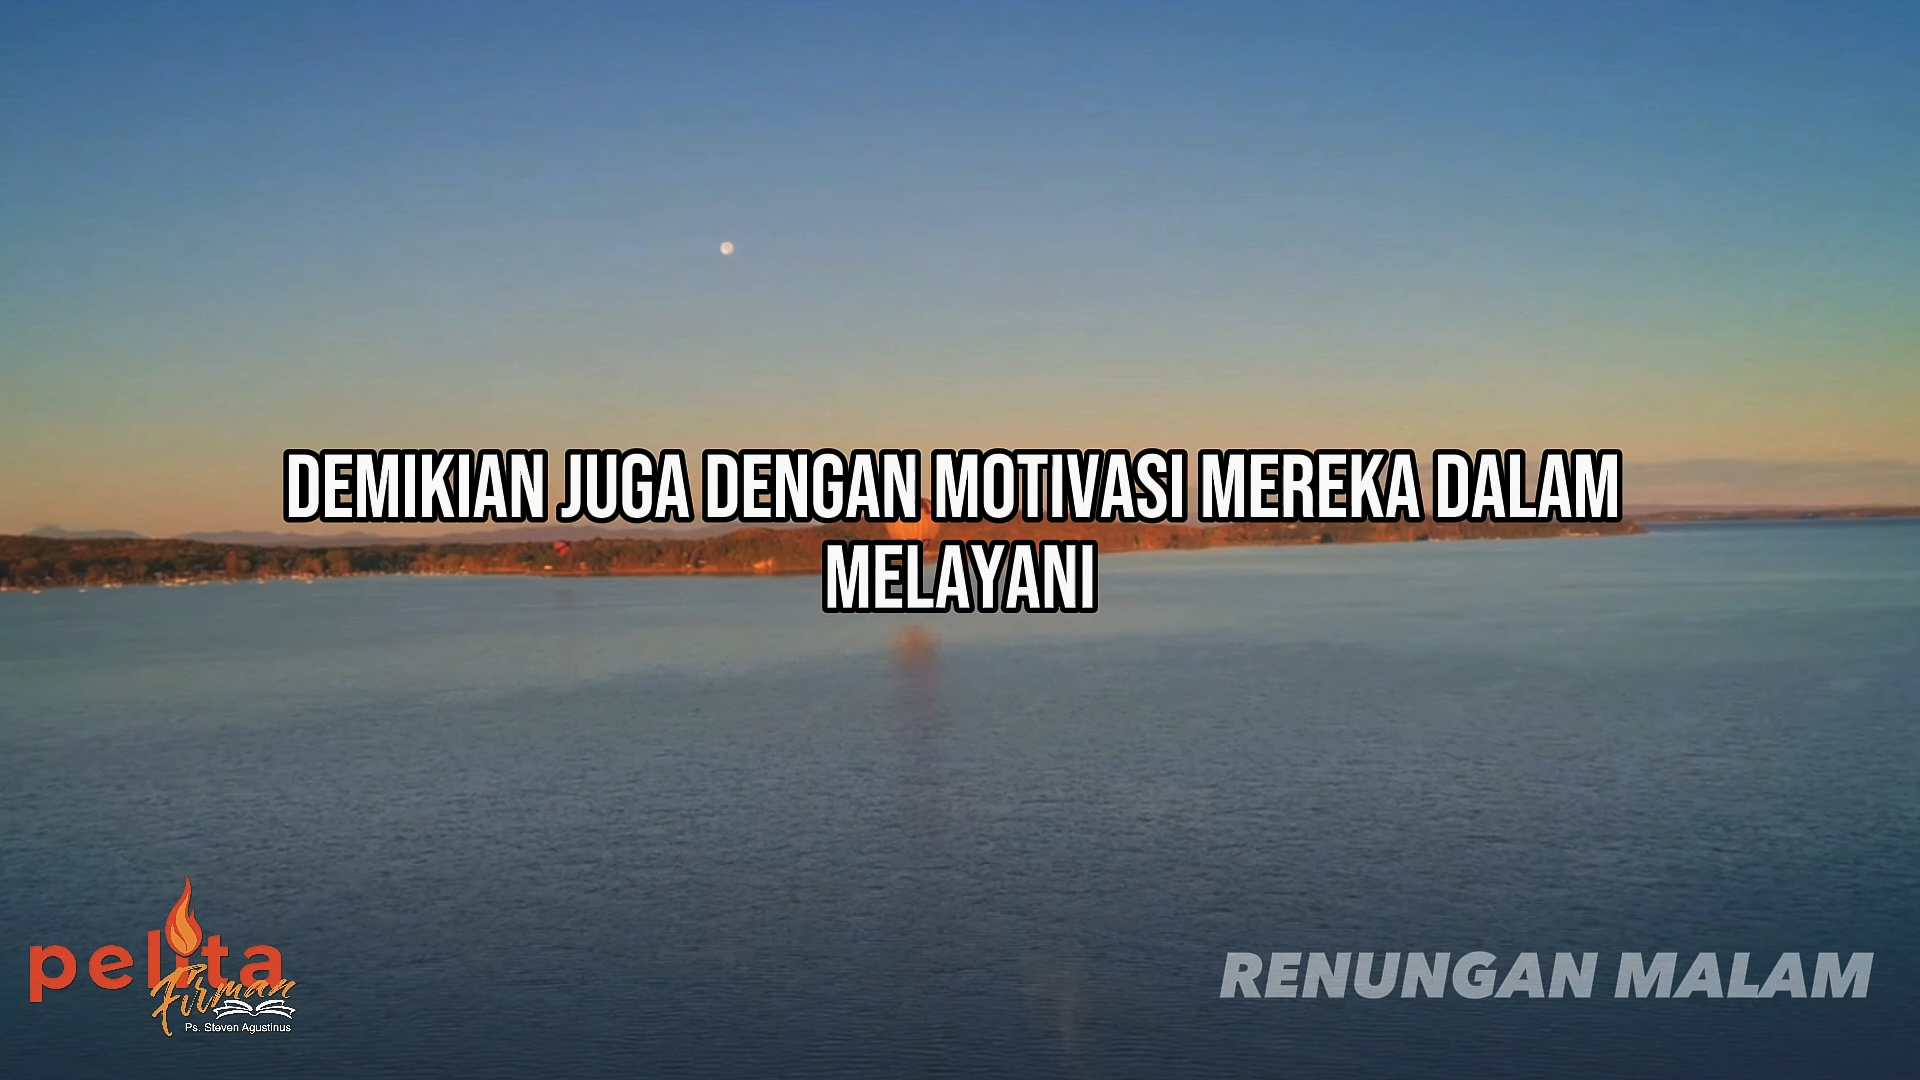 DEMIKIAN JUGA DENGAN MOTIVASI MEREKA DALAM
MELAYANI
pelita
Firman
Ps. Steven Agustinus
RENUNGAN MALAM